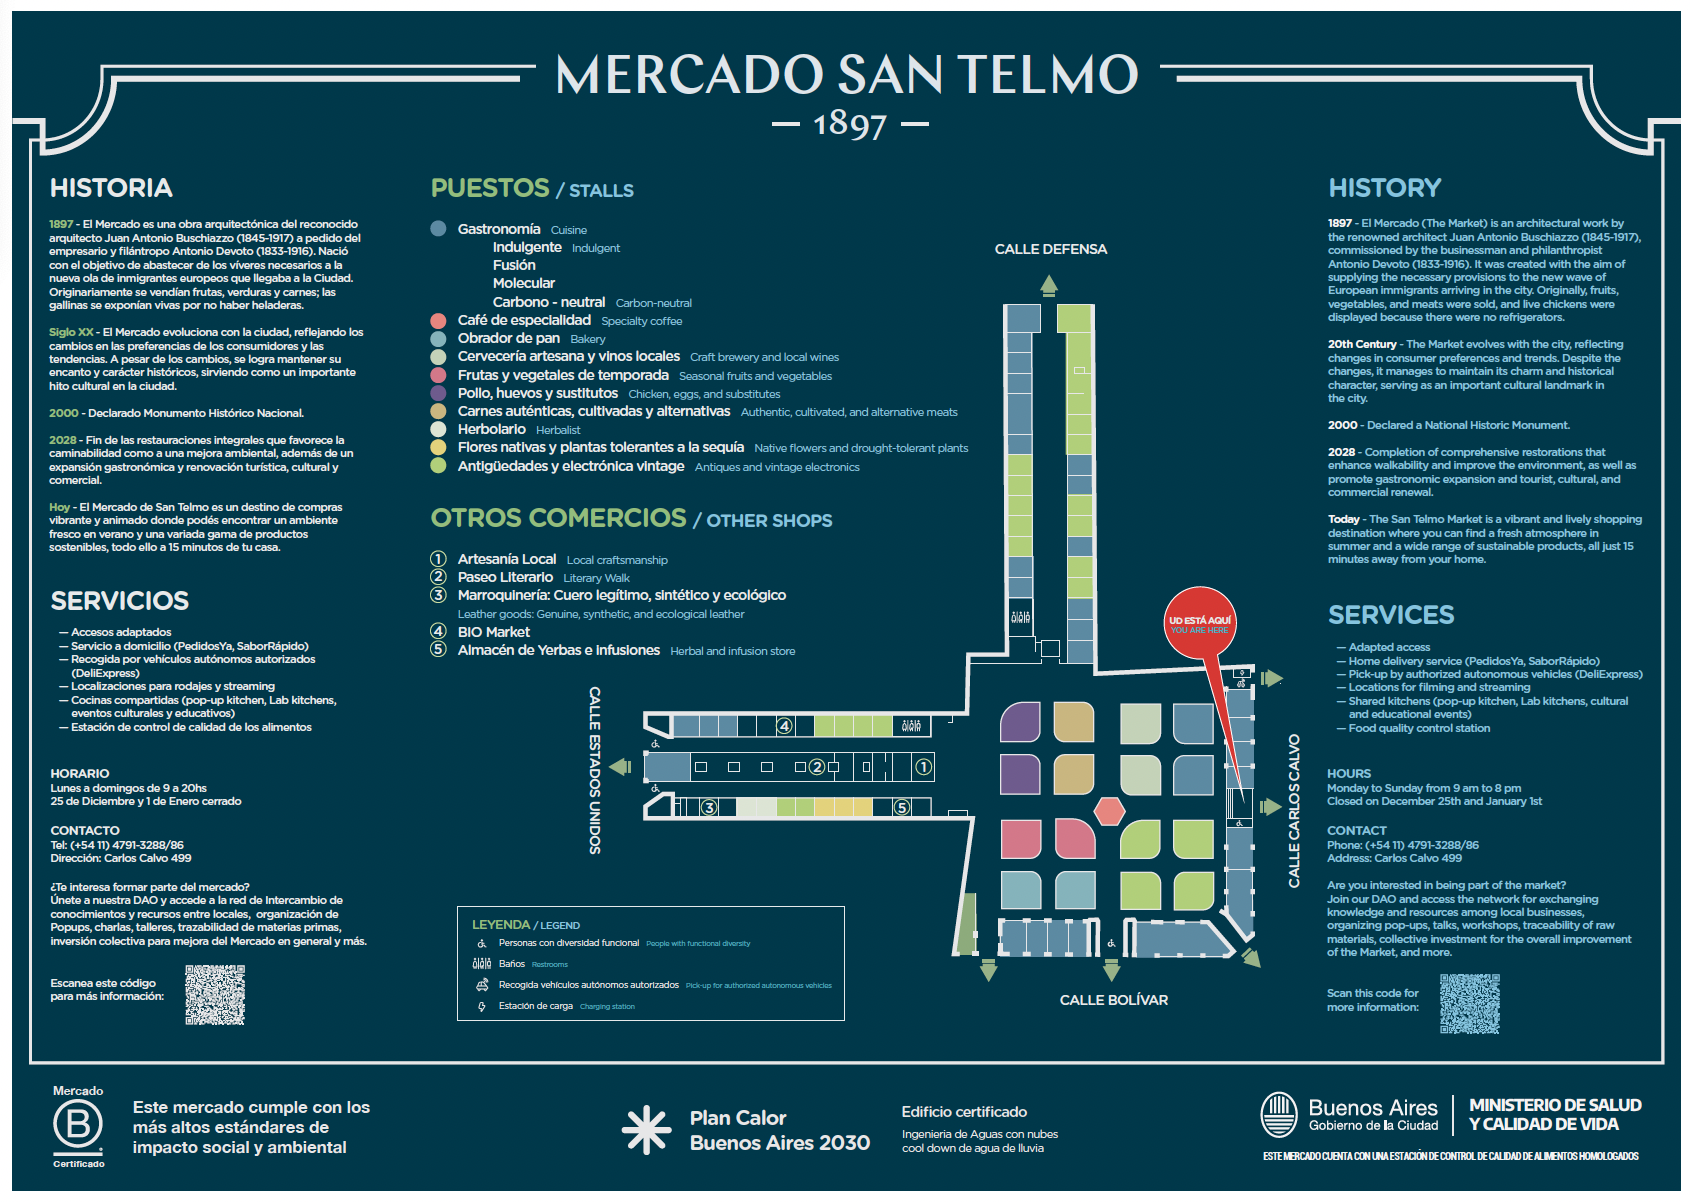 MERCADO SAN TELMO
— 1897 —
HISTORIA
1897 - El Mercado es una obra arquitectónica del reconocido
arquitecto Juan Antonio Buschiazzo (1845-1917) a pedido del
empresario y filántropo Antonio Devoto (1833-1916). Nació
con el objetivo de abastecer de los víveres necesarios a la
nueva ola de inmigrantes europeos que llegaba a la Ciudad.
Originariamente se vendían frutas, verduras y carnes; las
gallinas se exponían vivas por no haber heladeras.
Siglo XX - El Mercado evoluciona con la ciudad, reflejando los
cambios en las preferencias de los consumidores y las
tendencias. A pesar de los cambios, se logra mantener su
encanto y carácter históricos, sirviendo como un importante
hito cultural en la ciudad.
2000 - Declarado Monumento Histórico Nacional.
2028 - Fin de las restauraciones integrales que favorece la
caminabilidad como a una mejora ambiental, además de un
expansión gastronómica y renovación turística, cultural y
comercial.
Hoy - El Mercado de San Telmo es un destino de compras
vibrante y animado donde podés encontrar un ambiente
fresco en verano y una variada gama de productos
sostenibles, todo ello a 15 minutos de tu casa.
SERVICIOS
— Accesos adaptados
— Servicio a domicilio (PedidosYa, SaborRápido)
— Recogida por vehículos autónomos autorizados
(DeliExpress)
— Localizaciones para rodajes y streaming
— Cocinas compartidas (pop-up kitchen, Lab kitchens,
eventos culturales y educativos)
— Estación de control de calidad de los alimentos
HORARIO
Lunes a domingos de 9 a 20hs
25 de Diciembre y 1 de Enero cerrado
CONTACTO
Tel: (+54 11) 4791-3288/86
Dirección: Carlos Calvo 499
¿Te interesa formar parte del mercado?
Únete a nuestra DAO y accede a la red de Intercambio de
conocimientos y recursos entre locales, organización de
Popups, charlas, talleres, trazabilidad de materias primas,
inversión colectiva para mejora del Mercado en general y más.
Escanea este código
para más información:
PUESTOS / STALLS
Gastronomía Cuisine
Indulgente Indulgent
Fusión
Molecular
Carbono - neutral Carbon-neutral
Café de especialidad Specialty coffee
Obrador de pan Bakery
Cervecería artesana y vinos locales Craft brewery and local wines
Frutas y vegetales de temporada Seasonal fruits and vegetables
Pollo, huevos y sustitutos Chicken, eggs, and substitutes
Carnes auténticas, cultivadas y alternativas Authentic, cultivated, and alternative meats
Herbolario Herbalist
Flores nativas y plantas tolerantes a la sequía Native flowers and drought-tolerant plants
Antigüedades y electrónica vintage Antiques and vintage electronics
OTROS COMERCIOS / OTHER SHOPS
1 Artesanía Local Local craftsmanship
2 Paseo Literario Literary Walk
3 Marroquinería: Cuero legítimo, sintético y ecológico
Leather goods: Genuine, synthetic, and ecological leather
4 BIO Market
5 Almacén de Yerbas e infusiones Herbal and infusion store
CALLE DEFENSA
UD ESTÁ AQUÍ
YOU ARE HERE
CALLE ESTADOS UNIDOS
4
2
1
3
5
CALLE CARLOS CALVO
CALLE BOLÍVAR
LEYENDA / LEGEND
Personas con diversidad funcional People with functional diversity
Baños Restrooms
Recogida vehículos autónomos autorizados Pick-up for authorized autonomous vehicles
Estación de carga Charging station
HISTORY
1897 - El Mercado (The Market) is an architectural work by
the renowned architect Juan Antonio Buschiazzo (1845-1917),
commissioned by the businessman and philanthropist
Antonio Devoto (1833-1916). It was created with the aim of
supplying the necessary provisions to the new wave of
European immigrants arriving in the city. Originally, fruits,
vegetables, and meats were sold, and live chickens were
displayed because there were no refrigerators.
20th Century - The Market evolves with the city, reflecting
changes in consumer preferences and trends. Despite the
changes, it manages to maintain its charm and historical
character, serving as an important cultural landmark in
the city.
2000 - Declared a National Historic Monument.
2028 - Completion of comprehensive restorations that
enhance walkability and improve the environment, as well as
promote gastronomic expansion and tourist, cultural, and
commercial renewal.
Today - The San Telmo Market is a vibrant and lively shopping
destination where you can find a fresh atmosphere in
summer and a wide range of sustainable products, all just 15
minutes away from your home.
SERVICES
— Adapted access
— Home delivery service (PedidosYa, SaborRápido)
— Pick-up by authorized autonomous vehicles (DeliExpress)
— Locations for filming and streaming
— Shared kitchens (pop-up kitchen, Lab kitchens, cultural
and educational events)
— Food quality control station
HOURS
Monday to Sunday from 9 am to 8 pm
Closed on December 25th and January 1st
CONTACT
Phone: (+54 11) 4791-3288/86
Address: Carlos Calvo 499
Are you interested in being part of the market?
Join our DAO and access the network for exchanging
knowledge and resources among local businesses,
organizing pop-ups, talks, workshops, traceability of raw
materials, collective investment for the overall improvement
of the Market, and more.
Scan this code for
more information:
Mercado
B
Certificado
Este mercado cumple con los
más altos estándares de
impacto social y ambiental
Plan Calor
Buenos Aires 2030
Edificio certificado
Ingenieria de Aguas con nubes
cool down de agua de lluvia
Buenos Aires
Gobierno de la Ciudad
MINISTERIO DE SALUD
Y CALIDAD DE VIDA
ESTE MERCADO CUENTA CON UNA ESTACIÓN DE CONTROL DE CALIDAD DE ALIMENTOS HOMOLOGADOS